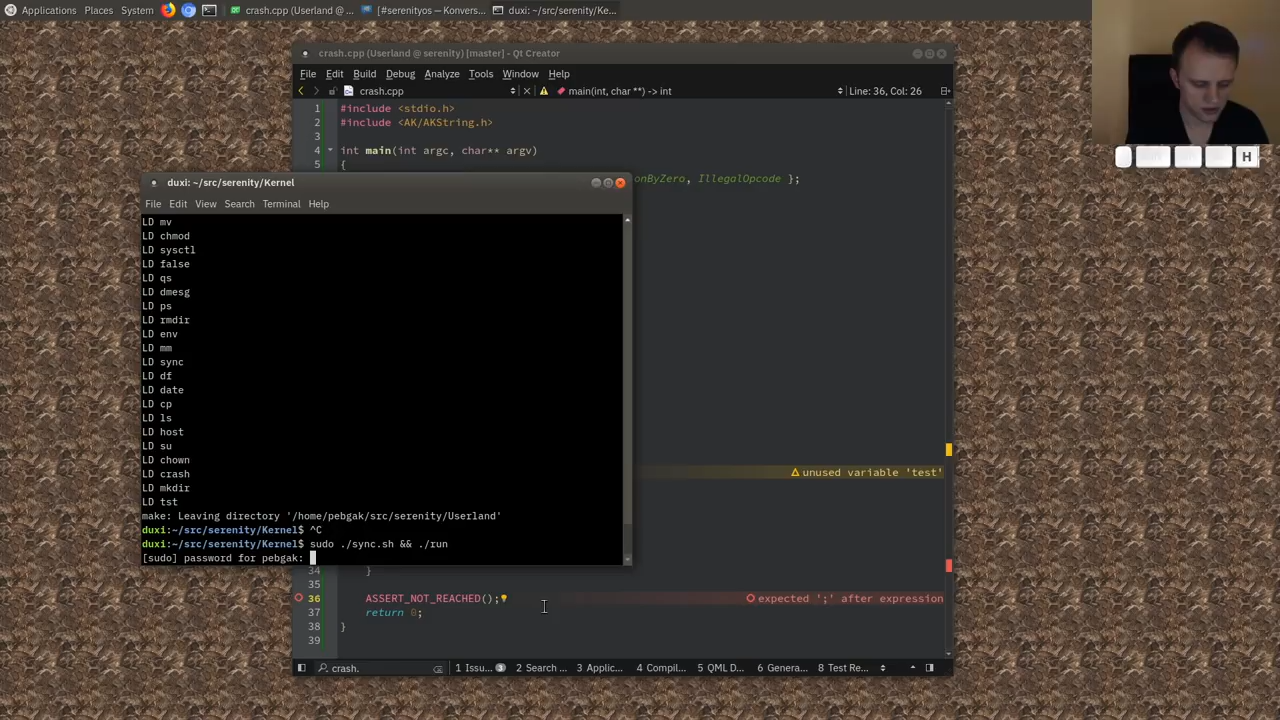 Applications Places System crash.cpp (Userland @ ... [#serenityos — Konvers... duxi: ~/src/serenity/Ke...
crash.cpp (Userland @ serenity) [master] - Qt Creator
File Edit Build Debug Analyze Tools Window Help
crash.cpp main(int, char **) -> int Line: 36, Col: 26
1 #include <stdio.h>
2 #include <AK/AKString.h>
3
4 int main(int argc, char** argv)
5 {
onByZero, IllegalOpcode };
H
duxi: ~/src/serenity/Kernel
File Edit View Search Terminal Help
LD mv
LD chmod
LD sysctl
LD false
LD qs
LD dmesg
LD ps
LD rmdir
LD env
LD mm
LD sync
LD df
LD date
LD cp
LD ls
LD host
LD su
LD chown
LD crash
LD mkdir
LD tst
make: Leaving directory '/home/pebgak/src/serenity/Userland'
duxi:~/src/serenity/Kernel$ ^C
duxi:~/src/serenity/Kernel$ sudo ./sync.sh && ./run
[sudo] password for pebgak:
unused variable 'test'
34 }
35
36 ASSERT_NOT_REACHED(); expected ';' after expression
37 return 0;
38 }
39
crash. 1 Issu... 3 2 Search ... 3 Applic... 4 Compil... 5 QML D... 6 Genera... 8 Test Re...